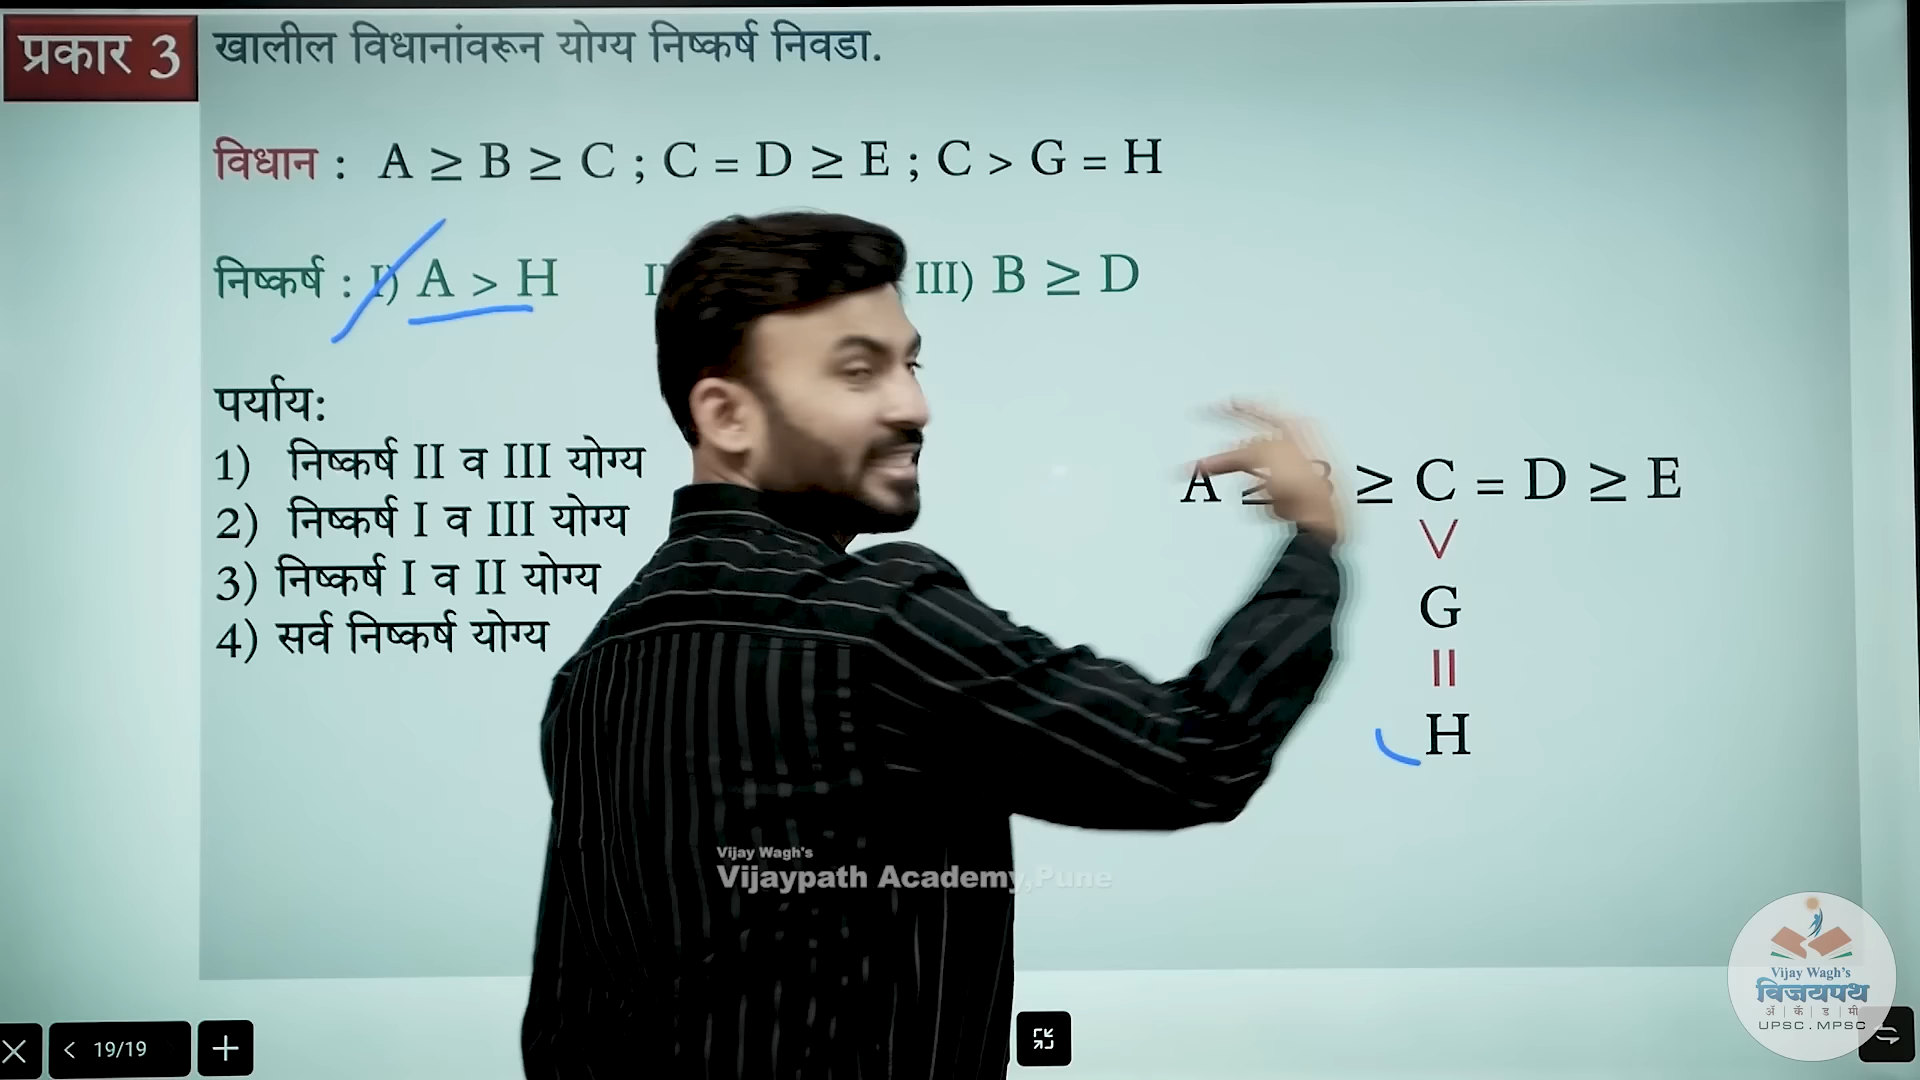 प्रकार 3
खालील विधानांवरून योग्य निष्कर्ष निवडा.
विधान : A ≥ B ≥ C ; C = D ≥ E ; C > G = H
निष्कर्ष : I) A > H III) B ≥ D
पर्याय:
1) निष्कर्ष II व III योग्य
2) निष्कर्ष I व III योग्य
3) निष्कर्ष I व II योग्य
4) सर्व निष्कर्ष योग्य
A ≥ B ≥ C = D ≥ E
V
G
=
H
Vijay Wagh's
Vijaypath Academy,Pune
Vijay Wagh's
विजयपथ
अ‍ॅ | कॅ | ड | मी
UPSC.MPSC
19/19